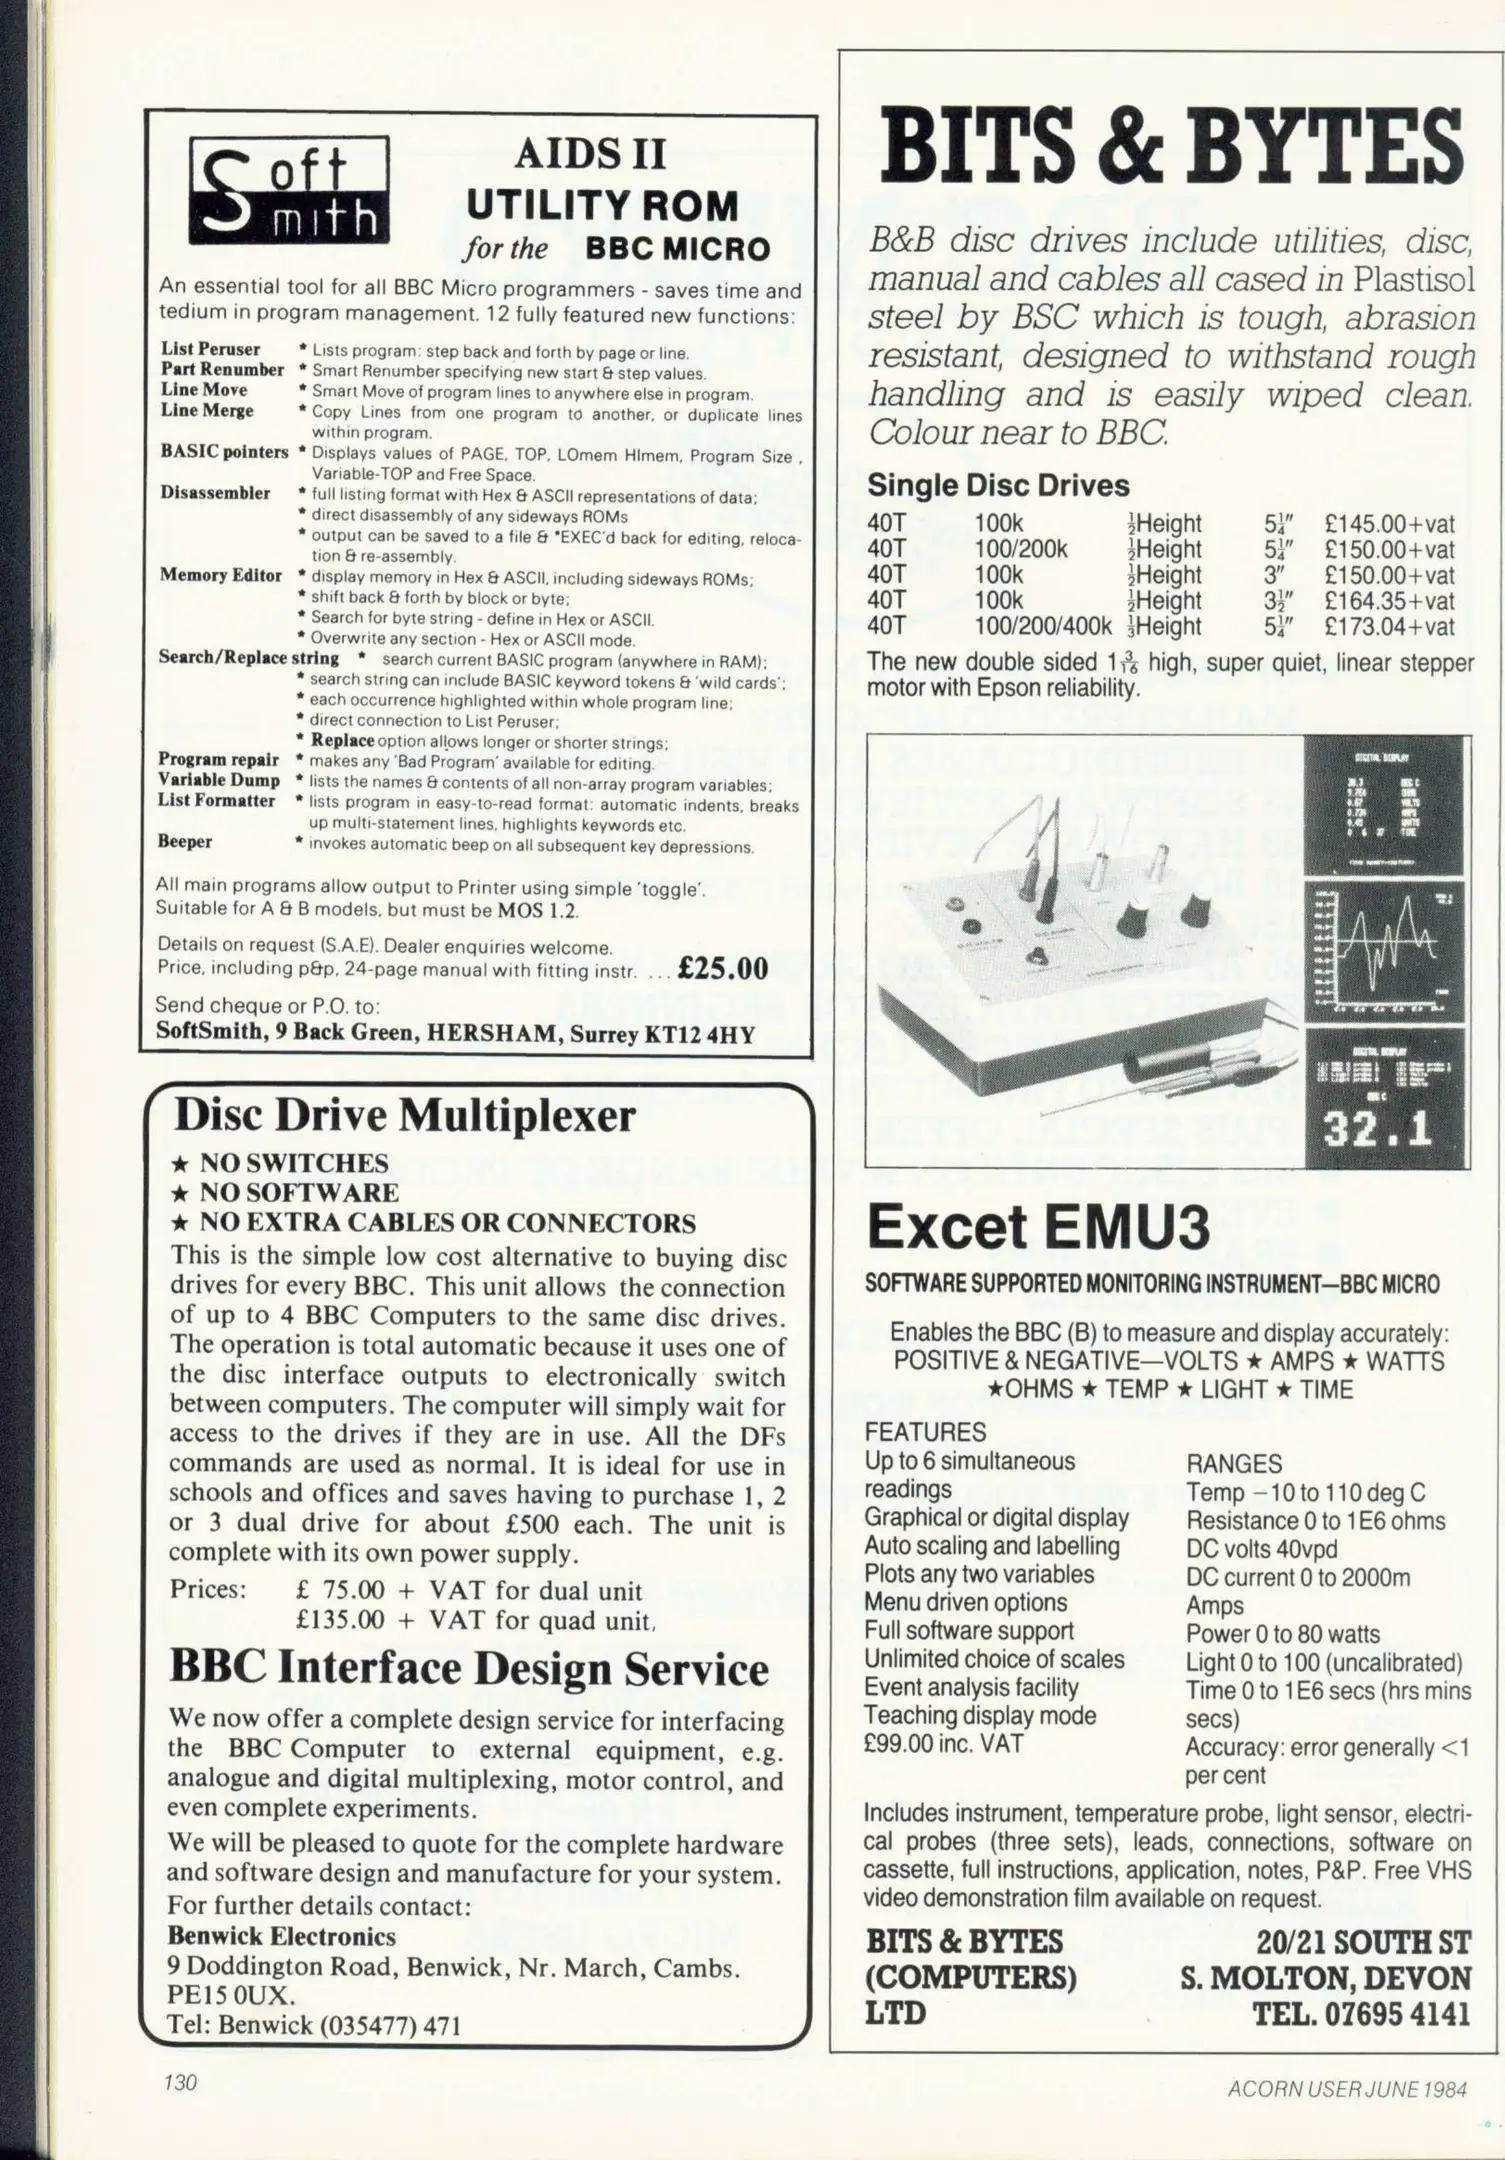 Soft
Smith
AIDS II
UTILITY ROM
for the BBC MICRO
An essential tool for all BBC Micro programmers - saves time and
tedium in program management. 12 fully featured new functions:
List Peruser * Lists program: step back and forth by page or line.
Part Renumber * Smart Renumber specifying new start & step values.
Line Move * Smart Move of program lines to anywhere else in program.
Line Merge * Copy Lines from one program to another, or duplicate lines
within program.
BASIC pointers * Displays values of PAGE, TOP, LOmem HImem, Program Size ,
Variable-TOP and Free Space.
Disassembler * full listing format with Hex & ASCII representations of data;
* direct disassembly of any sideways ROMs
* output can be saved to a file & *EXEC'd back for editing, reloca-
tion & re-assembly.
Memory Editor * display memory in Hex & ASCII, including sideways ROMs;
* shift back & forth by block or byte;
* Search for byte string - define in Hex or ASCII.
* Overwrite any section - Hex or ASCII mode.
Search/Replace string * search current BASIC program (anywhere in RAM);
* search string can include BASIC keyword tokens & 'wild cards';
* each occurrence highlighted within whole program line;
* direct connection to List Peruser;
* Replace option allows longer or shorter strings;
Program repair * makes any 'Bad Program' available for editing.
Variable Dump * lists the names & contents of all non-array program variables;
List Formatter * lists program in easy-to-read format: automatic indents, breaks
up multi-statement lines, highlights keywords etc.
Beeper * invokes automatic beep on all subsequent key depressions.
All main programs allow output to Printer using simple 'toggle'.
Suitable for A & B models, but must be MOS 1.2.
Details on request (S.A.E). Dealer enquiries welcome.
Price, including p&p, 24-page manual with fitting instr. ... £25.00
Send cheque or P.O. to:
SoftSmith, 9 Back Green, HERSHAM, Surrey KT12 4HY
Disc Drive Multiplexer
★ NO SWITCHES
★ NO SOFTWARE
★ NO EXTRA CABLES OR CONNECTORS
This is the simple low cost alternative to buying disc
drives for every BBC. This unit allows the connection
of up to 4 BBC Computers to the same disc drives.
The operation is total automatic because it uses one of
the disc interface outputs to electronically switch
between computers. The computer will simply wait for
access to the drives if they are in use. All the DFs
commands are used as normal. It is ideal for use in
schools and offices and saves having to purchase 1, 2
or 3 dual drive for about £500 each. The unit is
complete with its own power supply.
Prices: £ 75.00 + VAT for dual unit
£135.00 + VAT for quad unit,
BBC Interface Design Service
We now offer a complete design service for interfacing
the BBC Computer to external equipment, e.g.
analogue and digital multiplexing, motor control, and
even complete experiments.
We will be pleased to quote for the complete hardware
and software design and manufacture for your system.
For further details contact:
Benwick Electronics
9 Doddington Road, Benwick, Nr. March, Cambs.
PE15 0UX.
Tel: Benwick (035477) 471
BITS & BYTES
B&B disc drives include utilities, disc,
manual and cables all cased in Plastisol
steel by BSC which is tough, abrasion
resistant, designed to withstand rough
handling and is easily wiped clean.
Colour near to BBC.
Single Disc Drives
40T 100k ½Height 5¼" £145.00+vat
40T 100/200k ½Height 5¼" £150.00+vat
40T 100k ½Height 3" £150.00+vat
40T 100k ½Height 3½" £164.35+vat
40T 100/200/400k ⅓Height 5¼" £173.04+vat
The new double sided 1 3/16 high, super quiet, linear stepper
motor with Epson reliability.
DIGITAL DISPLAY
DIGITAL DISPLAY
32.1
Excet EMU3
SOFTWARE SUPPORTED MONITORING INSTRUMENT—BBC MICRO
Enables the BBC (B) to measure and display accurately:
POSITIVE & NEGATIVE—VOLTS ★ AMPS ★ WATTS
★OHMS ★ TEMP ★ LIGHT ★ TIME
FEATURES
Up to 6 simultaneous
readings
Graphical or digital display
Auto scaling and labelling
Plots any two variables
Menu driven options
Full software support
Unlimited choice of scales
Event analysis facility
Teaching display mode
£99.00 inc. VAT
RANGES
Temp –10 to 110 deg C
Resistance 0 to 1E6 ohms
DC volts 40vpd
DC current 0 to 2000m
Amps
Power 0 to 80 watts
Light 0 to 100 (uncalibrated)
Time 0 to 1E6 secs (hrs mins
secs)
Accuracy: error generally <1
per cent
Includes instrument, temperature probe, light sensor, electri-
cal probes (three sets), leads, connections, software on
cassette, full instructions, application, notes, P&P. Free VHS
video demonstration film available on request.
BITS & BYTES
(COMPUTERS)
LTD
20/21 SOUTH ST
S. MOLTON, DEVON
TEL. 07695 4141
130
ACORN USER JUNE 1984